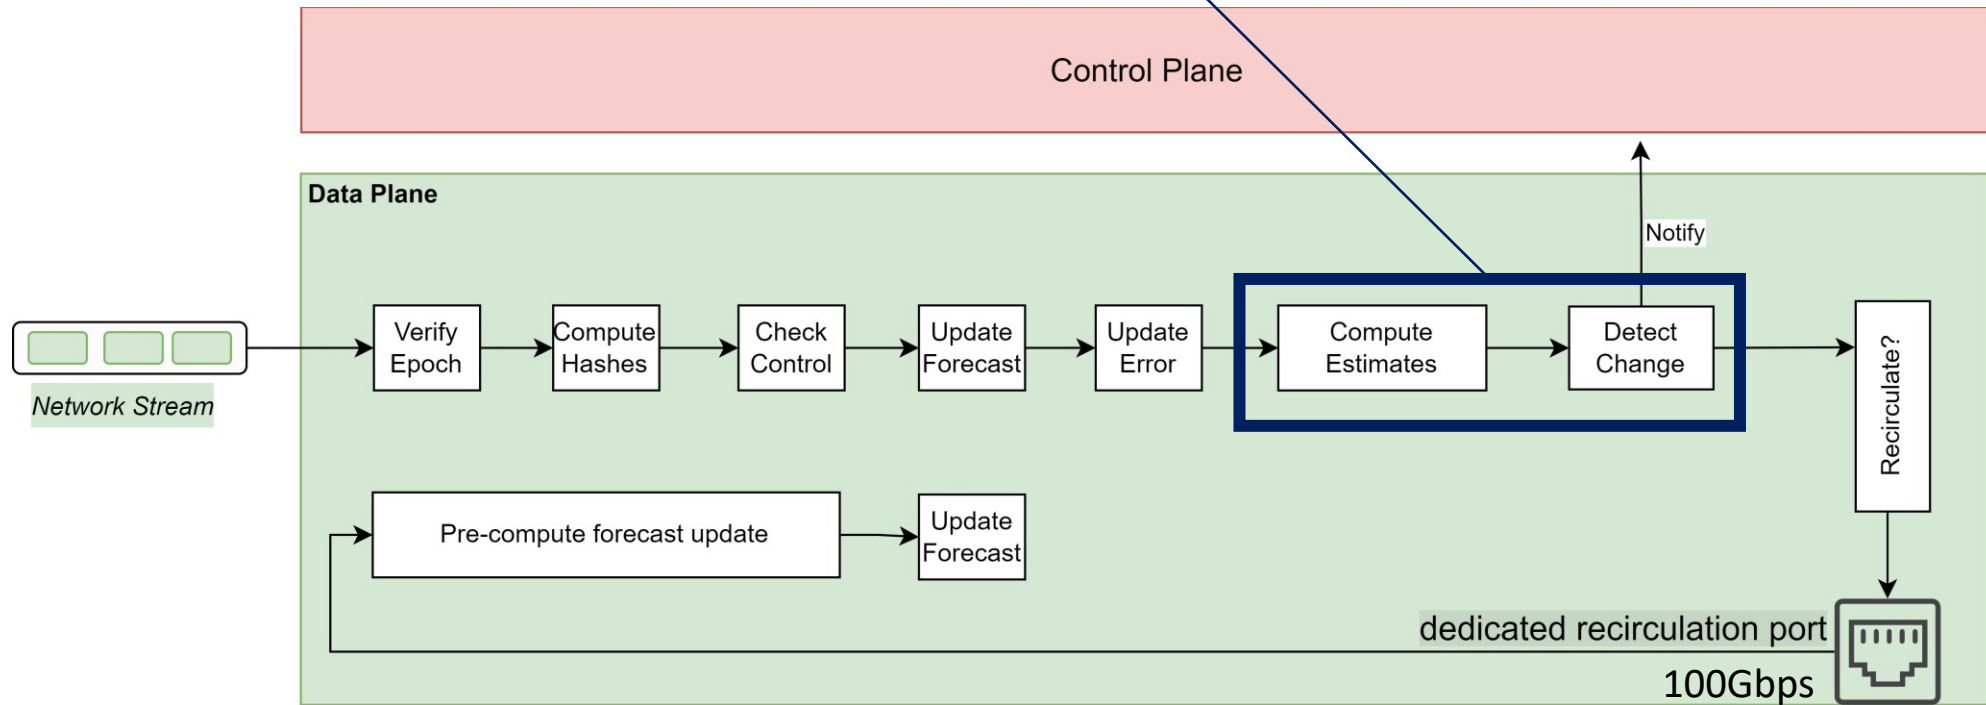 Control Plane
Data Plane
Notify
Verify
Epoch
Compute
Hashes
Check
Control
Update
Forecast
Update
Error
Compute
Estimates
Detect
Change
Recirculate?
Network Stream
Pre-compute forecast update
Update
Forecast
dedicated recirculation port
100Gbps